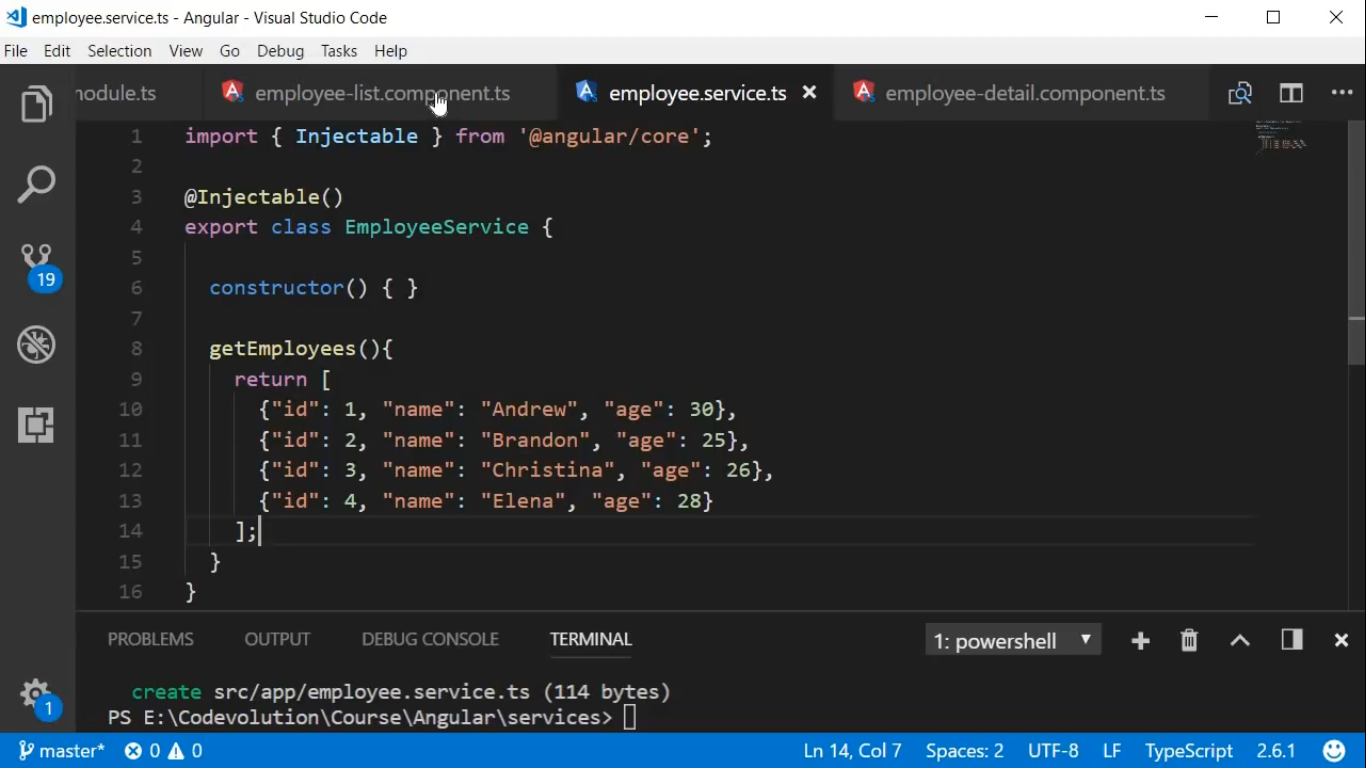 employee.service.ts - Angular - Visual Studio Code
File Edit Selection View Go Debug Tasks Help
nodule.ts employee-list.component.ts employee.service.ts employee-detail.component.ts
1 import { Injectable } from '@angular/core';
2
3 @Injectable()
4 export class EmployeeService {
5
6 constructor() { }
7
8 getEmployees(){
9 return [
10 {"id": 1, "name": "Andrew", "age": 30},
11 {"id": 2, "name": "Brandon", "age": 25},
12 {"id": 3, "name": "Christina", "age": 26},
13 {"id": 4, "name": "Elena", "age": 28}
14 ];
15 }
16 }
19
1
PROBLEMS OUTPUT DEBUG CONSOLE TERMINAL 1: powershell
create src/app/employee.service.ts (114 bytes)
PS E:\Codevolution\Course\Angular\services>
master* 0 0 Ln 14, Col 7 Spaces: 2 UTF-8 LF TypeScript 2.6.1